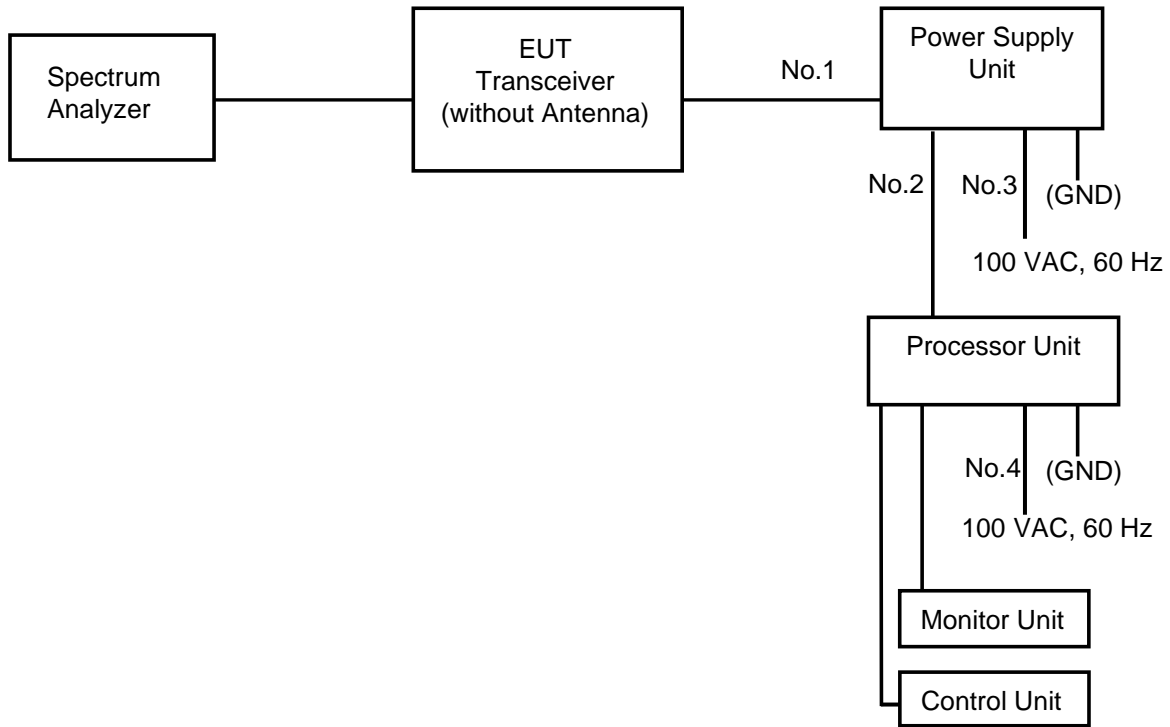 Spectrum
Analyzer
EUT
Transceiver
(without Antenna)
No.1
Power Supply
Unit
No.2
No.3
(GND)
100 VAC, 60 Hz
Processor Unit
No.4
(GND)
100 VAC, 60 Hz
Monitor Unit
Control Unit